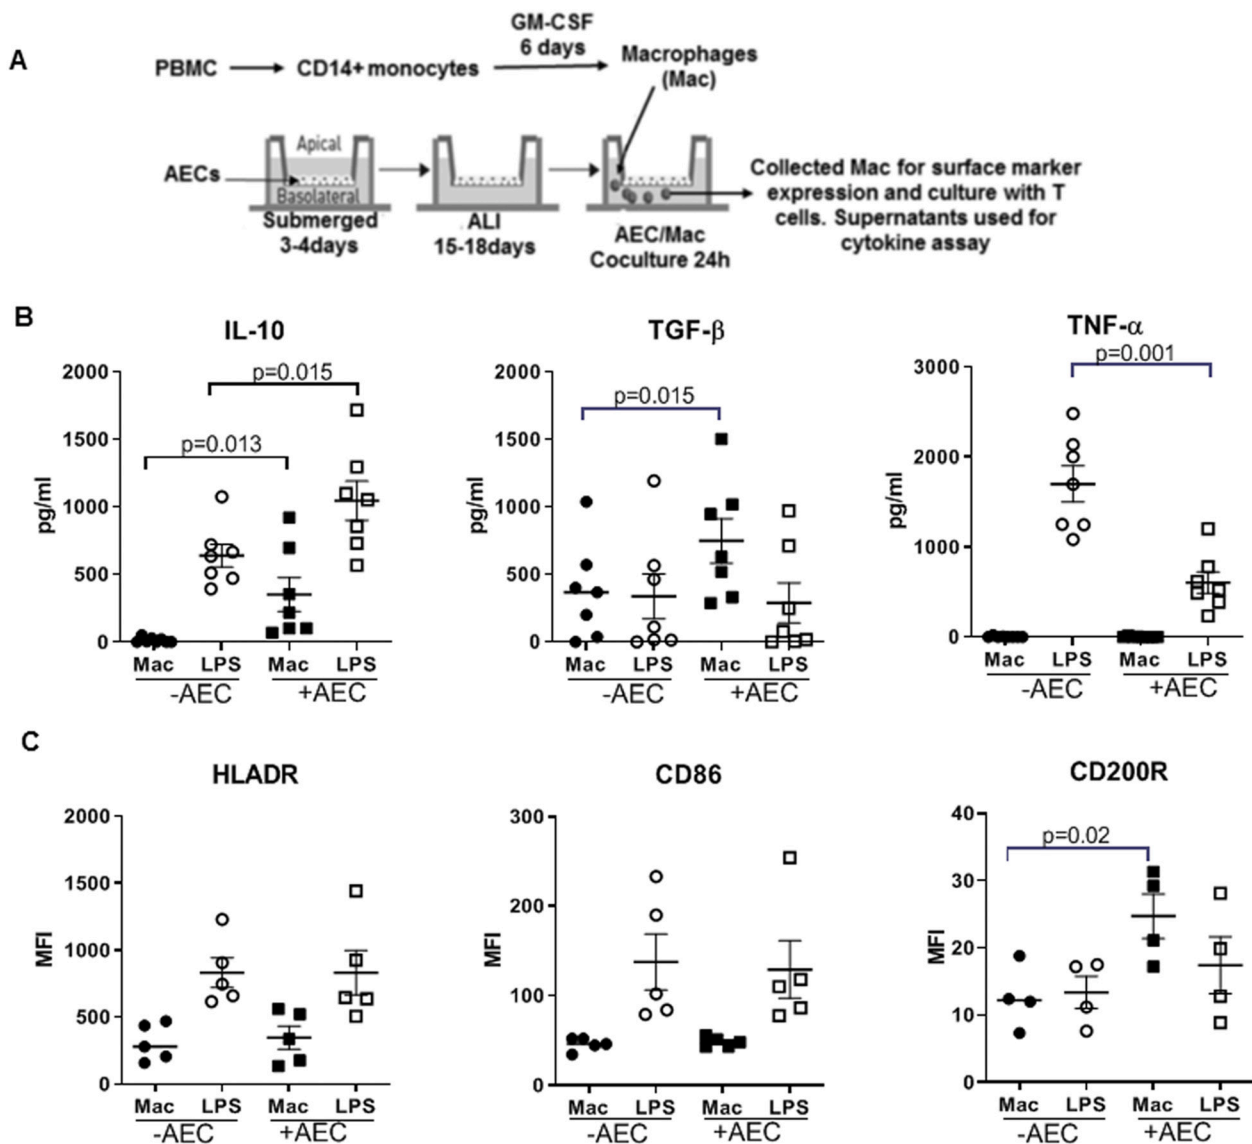 A
GM-CSF
6 days
PBMC
CD14+ monocytes
Macrophages
(Mac)
Apical
AECs
Basolateral
Submerged
3-4days
ALI
15-18days
AEC/Mac
Coculture 24h
Collected Mac for surface marker
expression and culture with T
cells. Supernatants used for
cytokine assay
B
IL-10
2000
1500
1000
500
0
pg/ml
p=0.015
p=0.013
Mac LPS Mac LPS
-AEC +AEC
TGF-β
2000
1500
1000
500
0
pg/ml
p=0.015
Mac LPS Mac LPS
-AEC +AEC
TNF-α
3000
2000
1000
0
pg/ml
p=0.001
Mac LPS Mac LPS
-AEC +AEC
C
HLADR
2000
1500
1000
500
0
MFI
Mac LPS Mac LPS
-AEC +AEC
CD86
300
200
100
0
MFI
Mac LPS Mac LPS
-AEC +AEC
CD200R
40
30
20
10
0
MFI
p=0.02
Mac LPS Mac LPS
-AEC +AEC